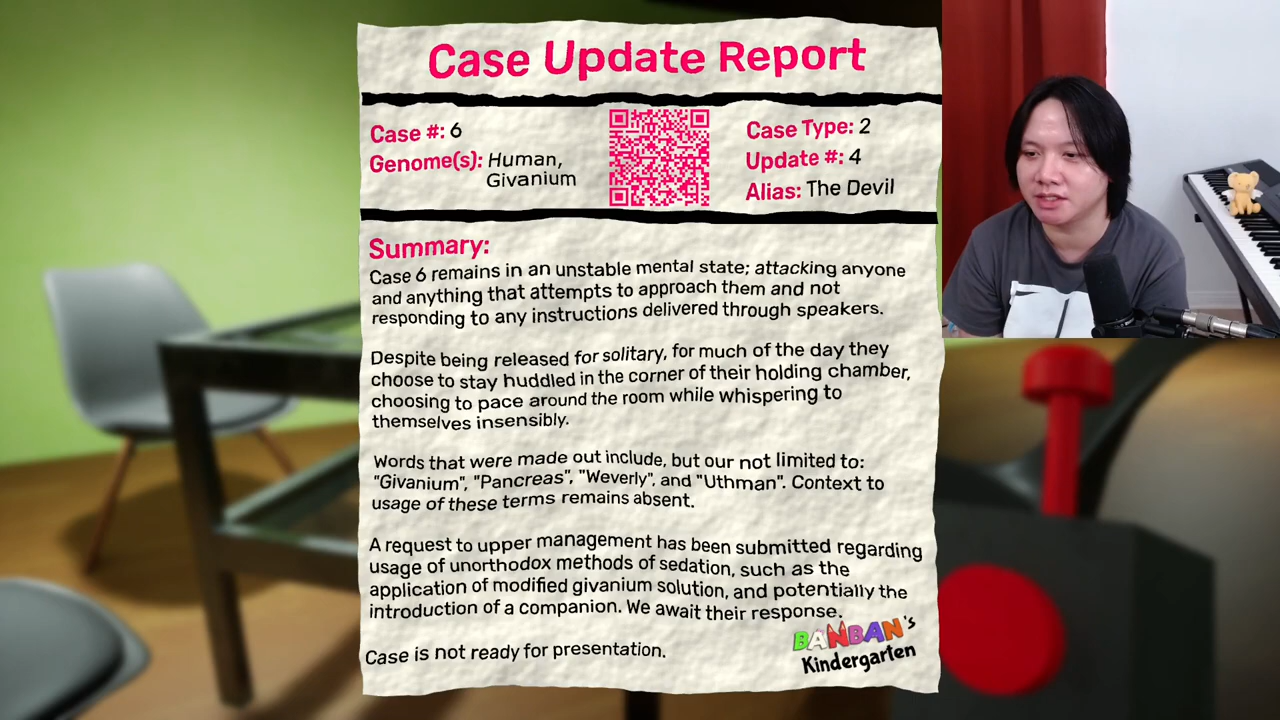 Case Update Report
Case #: 6
Genome(s): Human,
Givanium
Case Type: 2
Update #: 4
Alias: The Devil
Summary:
Case 6 remains in an unstable mental state; attacking anyone
and anything that attempts to approach them and not
responding to any instructions delivered through speakers.
Despite being released for solitary, for much of the day they
choose to stay huddled in the corner of their holding chamber,
choosing to pace around the room while whispering to
themselves insensibly.
Words that were made out include, but our not limited to:
"Givanium", "Pancreas", "Weverly", and "Uthman". Context to
usage of these terms remains absent.
A request to upper management has been submitted regarding
usage of unorthodox methods of sedation, such as the
application of modified givanium solution, and potentially the
introduction of a companion. We await their response.
Case is not ready for presentation.
BANBAN's
Kindergarten